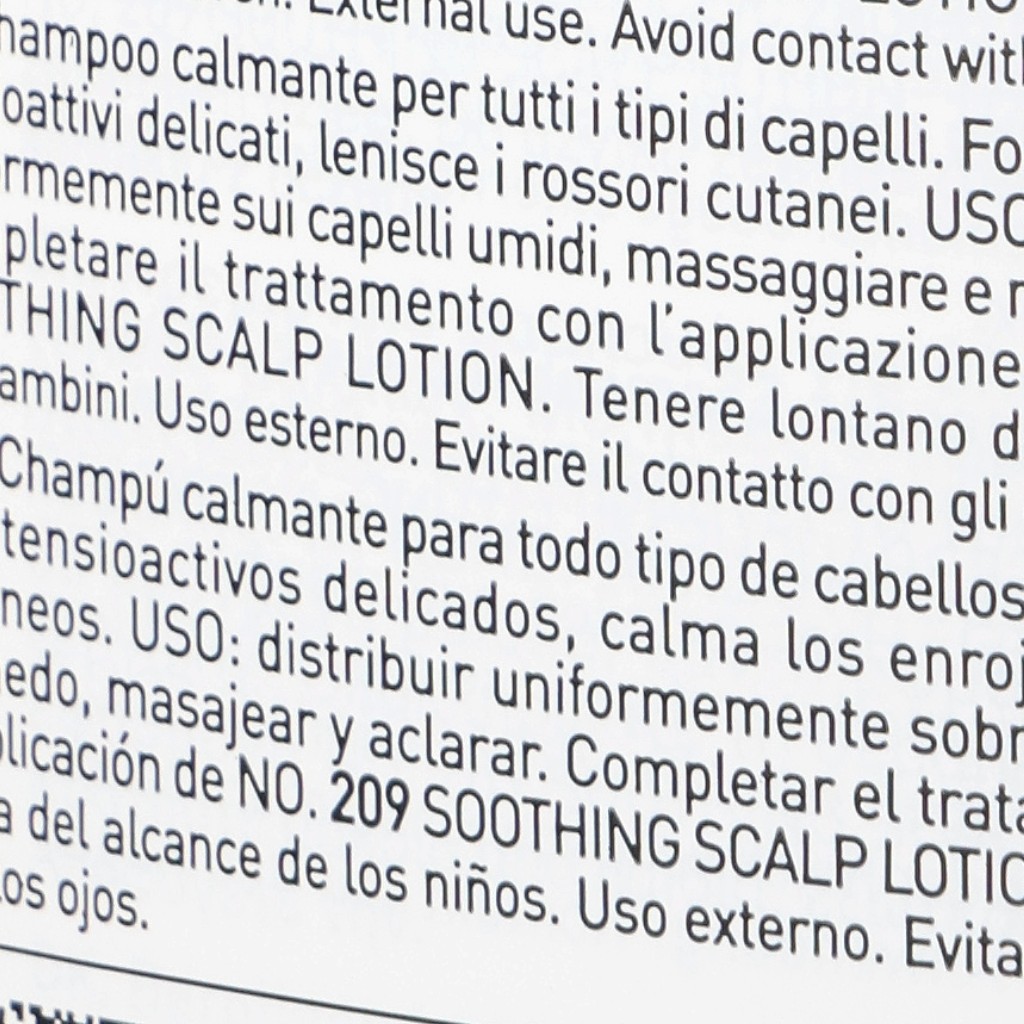 External use. Avoid contact with
hampoo calmante per tutti i tipi di capelli. Fo
oattivi delicati, lenisce i rossori cutanei. USO
rmemente sui capelli umidi, massaggiare e r
pletare il trattamento con l'applicazione
THING SCALP LOTION. Tenere lontano d
ambini. Uso esterno. Evitare il contatto con gli
Champú calmante para todo tipo de cabellos
tensioactivos delicados, calma los enroj
neos. USO: distribuir uniformemente sobr
edo, masajear y aclarar. Completar el trata
licación de NO. 209 SOOTHING SCALP LOTIO
a del alcance de los niños. Uso externo. Evita
los ojos.